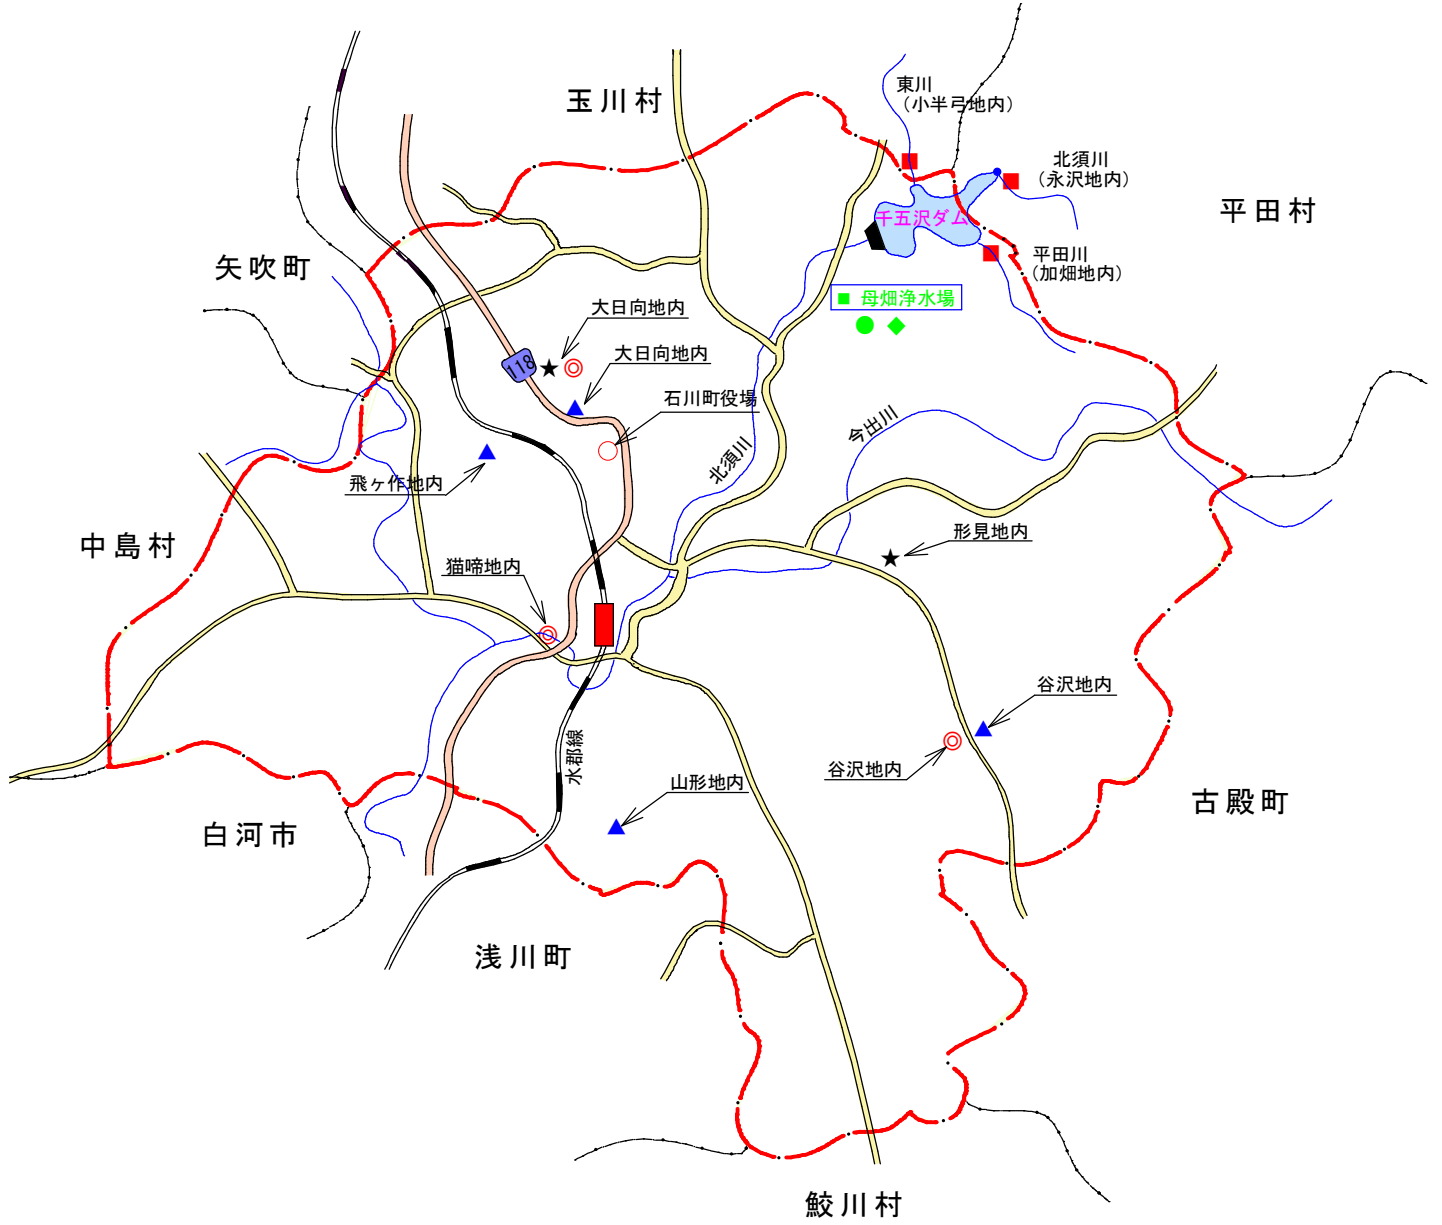 玉川村
東川
（小半弓地内）
北須川
（永沢地内）
平田村
千五沢ダム
平田川
（加畑地内）
矢吹町
母畑浄水場
大日向地内
大日向地内
118
石川町役場
今出川
北須川
飛ヶ作地内
中島村
形見地内
猫啼地内
谷沢地内
水郡線
谷沢地内
山形地内
古殿町
白河市
浅川町
鮫川村